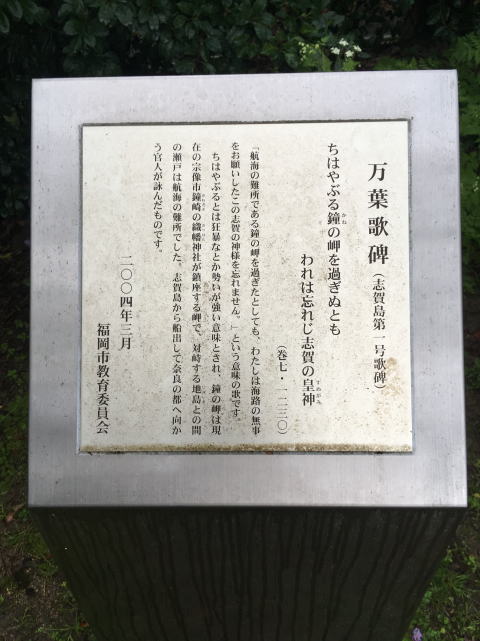 万葉歌碑（志賀島第一号歌碑）
ちはやぶる鐘の岬を過ぎぬとも
われは忘れじ志賀の皇神
（巻七・一二三〇）
「航海の難所である鐘の岬を過ぎたとしても、わたしは海路の無事
をお願いしたこの志賀の神様を忘れません。」という意味の歌です。
ちはやぶるとは狂暴なとか勢いが強い意味とされ、鐘の岬は現
在の宗像市鐘崎の織幡神社が鎮座する岬で、対峙する地島との間
の瀬戸は航海の難所でした。志賀島から船出して奈良の都へ向か
う官人が詠んだものです。
二〇〇四年三月
福岡市教育委員会